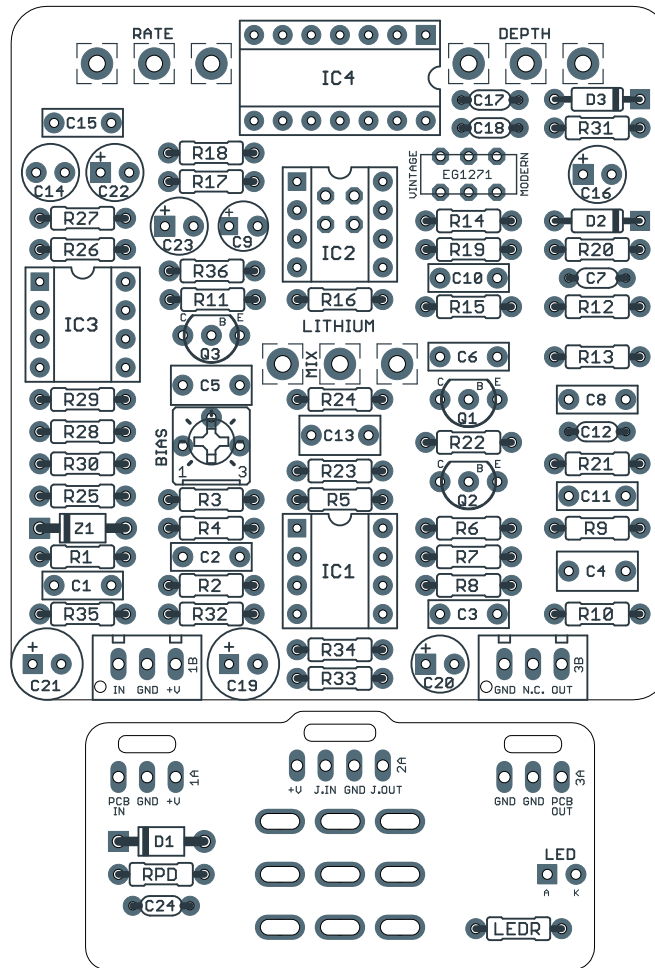 RATE
DEPTH
IC4
C17
D3
C15
C18
R31
R18
VINTAGE
EG1271
MODERN
R17
C14
+
C22
+
C16
R27
+
C23
+
C9
R14
D2
R26
IC2
R19
R20
R36
C10
C7
IC3
R11
R16
R15
R12
C
B
E
LITHIUM
Q3
MIX
C6
R13
C5
C
B
E
R29
R24
Q1
C8
BIAS
R28
C13
R22
C12
1
3
R30
R23
C
B
E
R21
Q2
R25
R3
R5
C11
Z1
R4
R6
R9
R1
C2
IC1
R7
C4
C1
R2
R8
R35
R32
C3
R10
+
C21
IN
GND
+V
1B
+
C19
R34
R33
+
C20
GND
N.C.
OUT
3B
PCB
IN
GND
+V
1A
+V
J.IN
GND
J.OUT
2A
GND
GND
PCB
OUT
3A
D1
RPD
C24
LED
A
K
LEDR